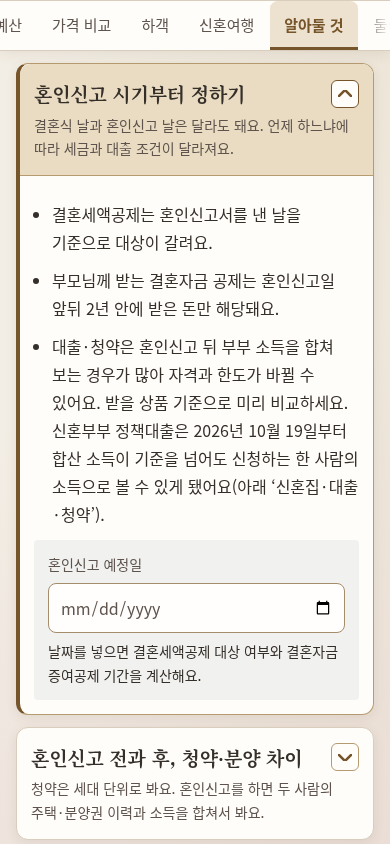 예산 가격 비교 하객 신혼여행 알아둘 것
혼인신고 시기부터 정하기
결혼식 날과 혼인신고 날은 달라도 돼요. 언제 하느냐에
따라 세금과 대출 조건이 달라져요.
• 결혼세액공제는 혼인신고서를 낸 날을
기준으로 대상이 갈려요.
• 부모님께 받는 결혼자금 공제는 혼인신고일
앞뒤 2년 안에 받은 돈만 해당돼요.
• 대출·청약은 혼인신고 뒤 부부 소득을 합쳐
보는 경우가 많아 자격과 한도가 바뀔 수
있어요. 받을 상품 기준으로 미리 비교하세요.
신혼부부 정책대출은 2026년 10월 19일부터
합산 소득이 기준을 넘어도 신청하는 한 사람의
소득으로 볼 수 있게 됐어요(아래 ‘신혼집·대출
·청약’).
혼인신고 예정일
mm/dd/yyyy
날짜를 넣으면 결혼세액공제 대상 여부와 결혼자금
증여공제 기간을 계산해요.
혼인신고 전과 후, 청약·분양 차이
청약은 세대 단위로 봐요. 혼인신고를 하면 두 사람의
주택·분양권 이력과 소득을 합쳐서 봐요.